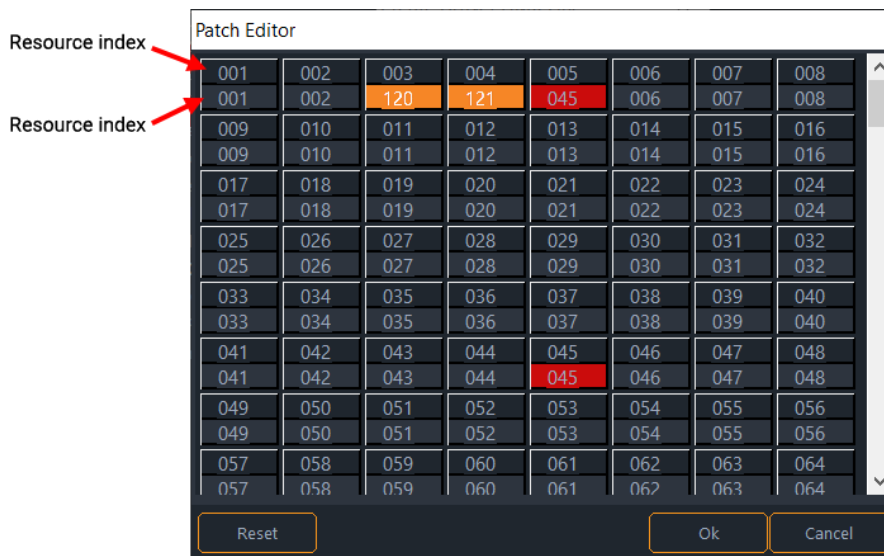 Patch Editor
Resource index
001 002 003 004 005 006 007 008
001 002 120 121 045 006 007 008
Resource index
009 010 011 012 013 014 015 016
009 010 011 012 013 014 015 016
017 018 019 020 021 022 023 024
017 018 019 020 021 022 023 024
025 026 027 028 029 030 031 032
025 026 027 028 029 030 031 032
033 034 035 036 037 038 039 040
033 034 035 036 037 038 039 040
041 042 043 044 045 046 047 048
041 042 043 044 045 046 047 048
049 050 051 052 053 054 055 056
049 050 051 052 053 054 055 056
057 058 059 060 061 062 063 064
057 058 059 060 061 062 063 064
Reset Ok Cancel